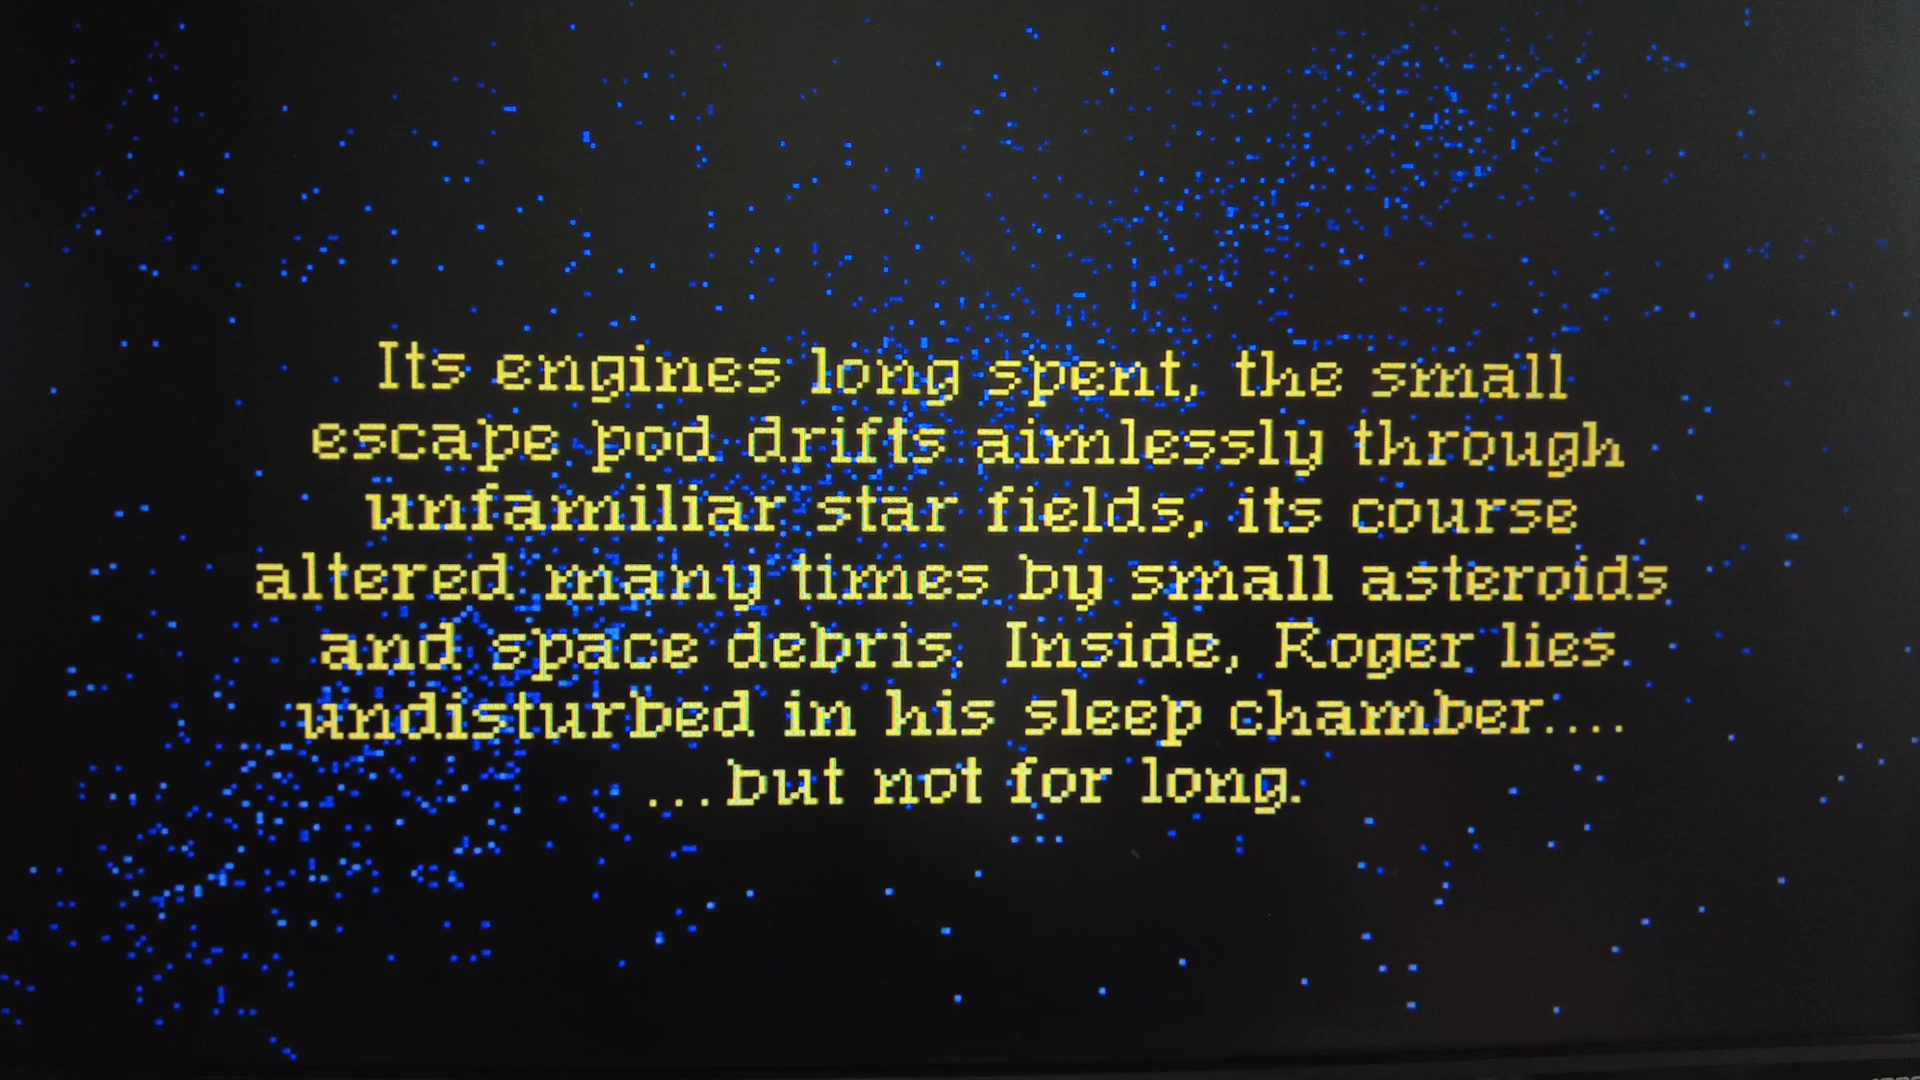 Its engines long spent, the small
escape pod drifts aimlessly through
unfamiliar star fields, its course
altered many times by small asteroids
and space debris. Inside, Roger lies
undisturbed in his sleep chamber....
...but not for long.